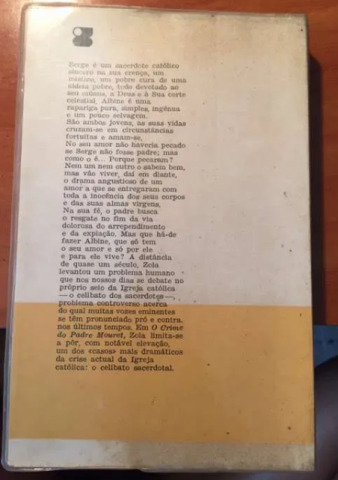 Serge é um sacerdote católico
sincero na sua crença, um
místico, um pobre cura de uma
aldeia pobre, todo devotado ao
seu múnus, a Deus e à Sua corte
celestial. Albine é uma
rapariga pura, simples, ingénua
e um pouco selvagem.
São ambos jovens, as suas vidas
cruzam-se em circunstâncias
fortuitas e amam-se.
No seu amor não haveria pecado
se Serge não fosse padre; mas
como o é... Porque pecaram?
Nem um nem outro o sabem bem,
mas vão viver, daí em diante,
o drama angustioso de um
amor a que se entregaram com
toda a inocência dos seus corpos
e das suas almas virgens.
Na sua fé, o padre busca
o resgate no fim da via
dolorosa do arrependimento
e da expiação. Mas que há-de
fazer Albine, que só tem
o seu amor e só por ele
e para ele vive? A distância
de quase um século, Zola
levantou um problema humano
que nos nossos dias se debate no
próprio seio da Igreja católica
— o celibato dos sacerdotes —,
problema controverso acerca
do qual muitas vozes eminentes
se têm pronunciado pró e contra,
nos últimos tempos. Em O Crime
do Padre Mouret, Zola limita-se
a pôr, com notável elevação,
um dos «casos» mais dramáticos
da crise actual da Igreja
católica: o celibato sacerdotal.